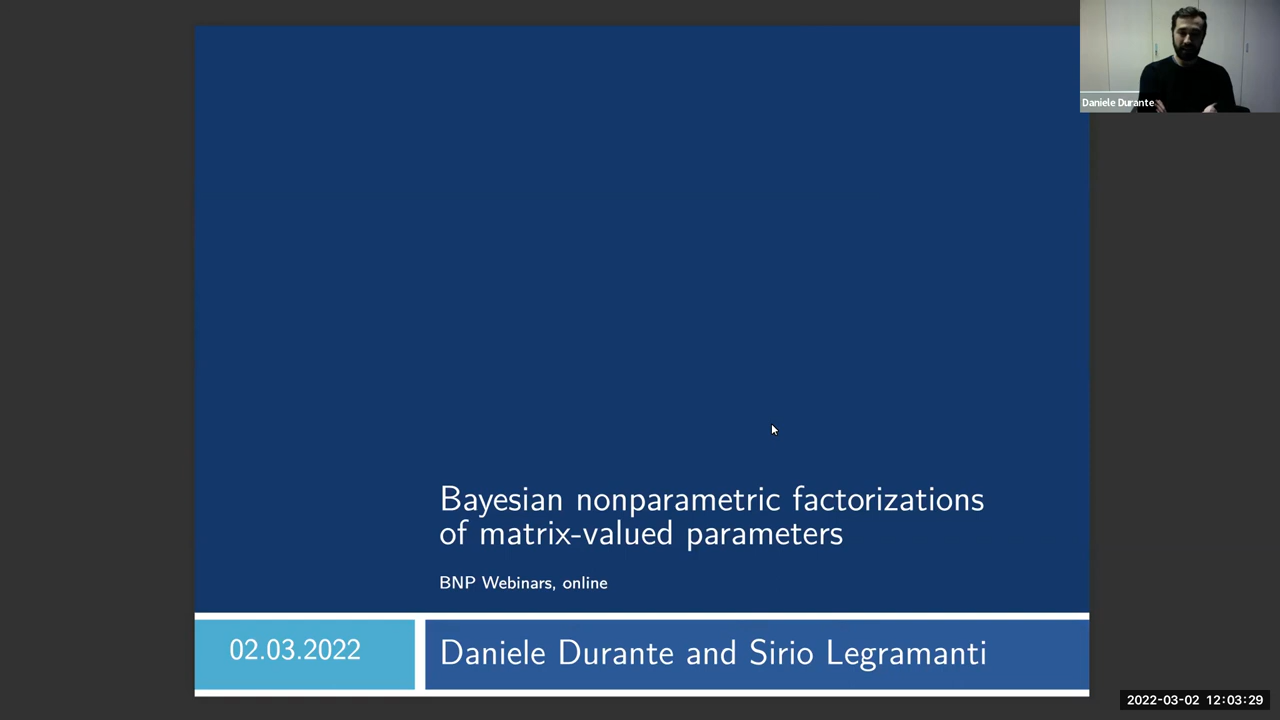 Daniele Durante
Bayesian nonparametric factorizations
of matrix-valued parameters
BNP Webinars, online
02.03.2022
Daniele Durante and Sirio Legramanti
2022-03-02 12:03:29